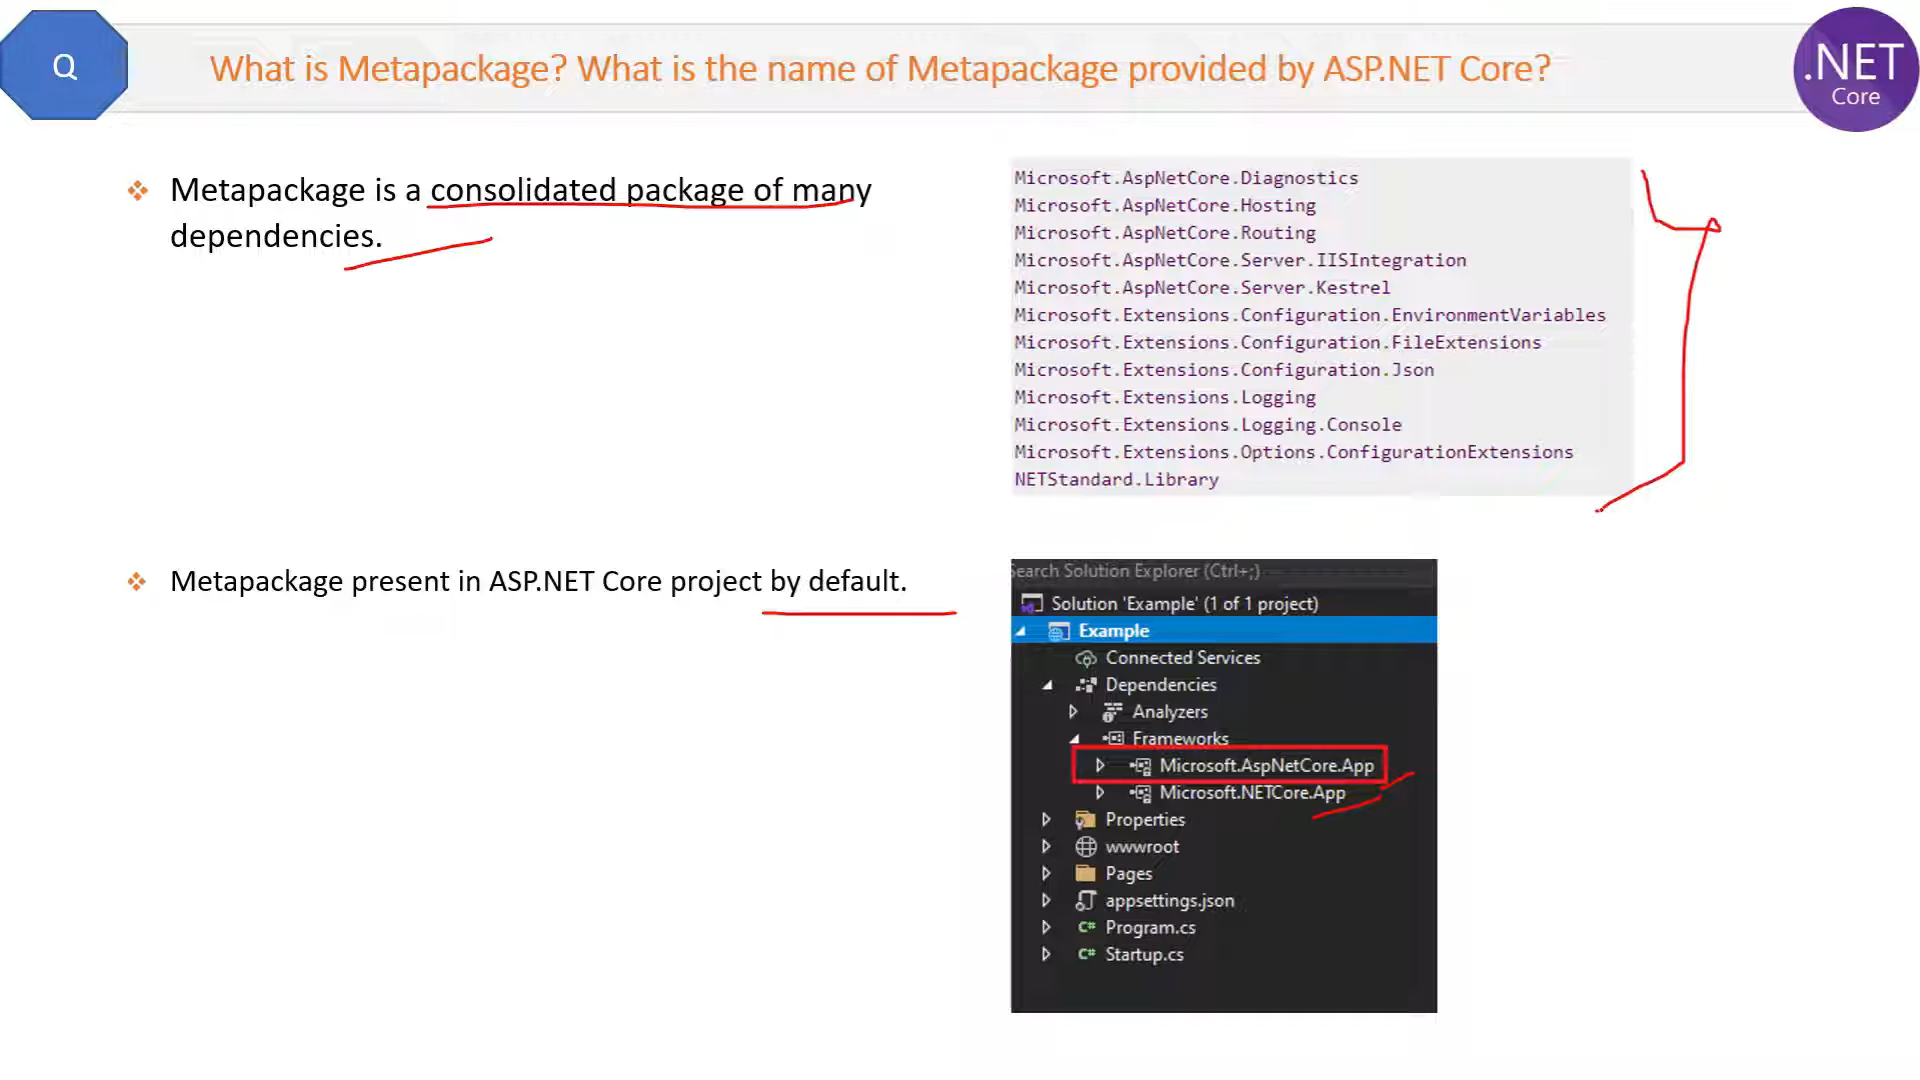 Q
What is Metapackage? What is the name of Metapackage provided by ASP.NET Core?
.NET
Core
Metapackage is a consolidated package of many
dependencies.
Microsoft.AspNetCore.Diagnostics
Microsoft.AspNetCore.Hosting
Microsoft.AspNetCore.Routing
Microsoft.AspNetCore.Server.IISIntegration
Microsoft.AspNetCore.Server.Kestrel
Microsoft.Extensions.Configuration.EnvironmentVariables
Microsoft.Extensions.Configuration.FileExtensions
Microsoft.Extensions.Configuration.Json
Microsoft.Extensions.Logging
Microsoft.Extensions.Logging.Console
Microsoft.Extensions.Options.ConfigurationExtensions
NETStandard.Library
Metapackage present in ASP.NET Core project by default.
Search Solution Explorer (Ctrl+;)
Solution 'Example' (1 of 1 project)
Example
Connected Services
Dependencies
Analyzers
Frameworks
Microsoft.AspNetCore.App
Microsoft.NETCore.App
Properties
wwwroot
Pages
appsettings.json
C# Program.cs
C# Startup.cs